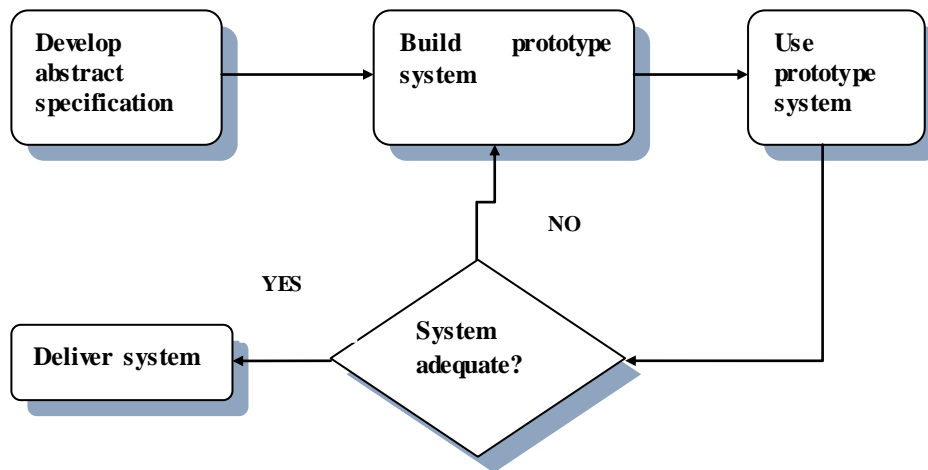 Develop
abstract
specification
Build prototype
system
Use
prototype
system
NO
YES
System
adequate?
Deliver system